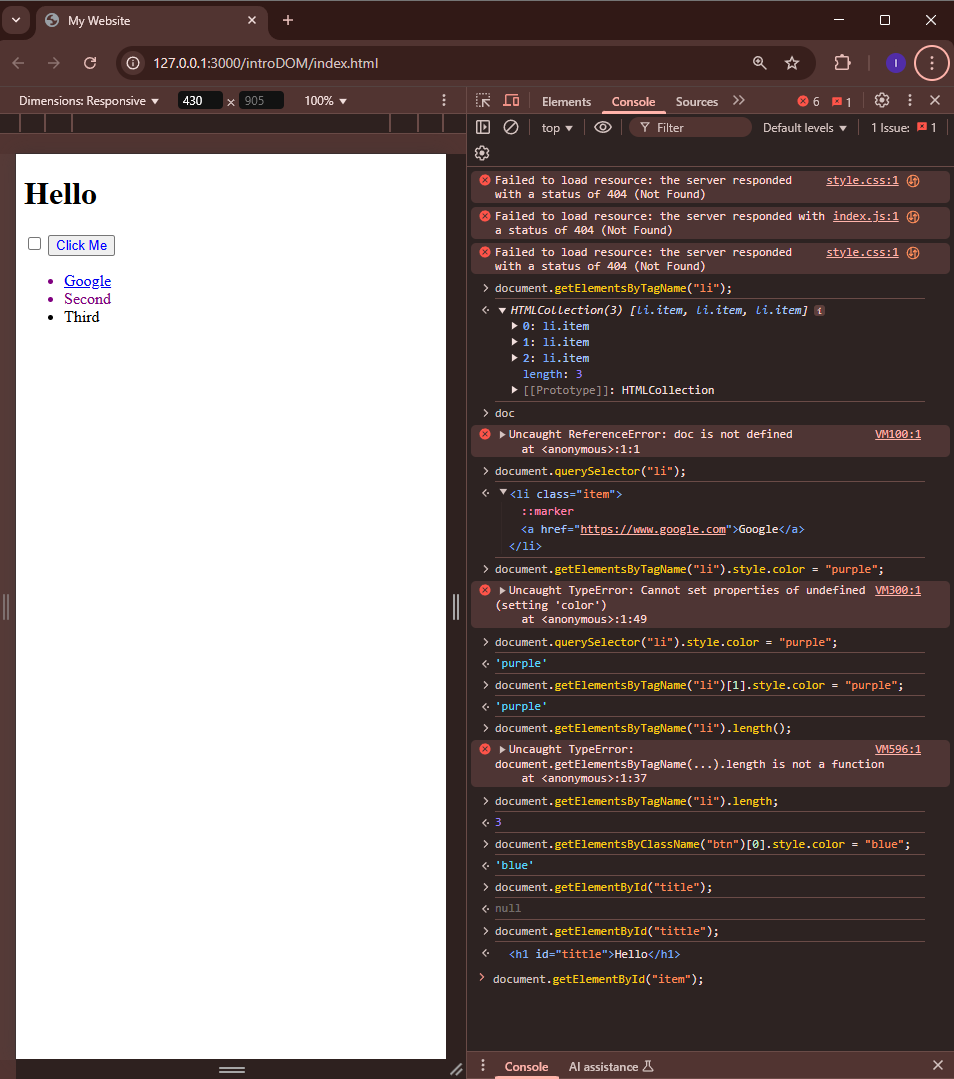 My Website
127.0.0.1:3000/introDOM/index.html
I
Dimensions: Responsive
430 × 905
100%
Elements
Console
Sources
6
1
top
Filter
Default levels
1 Issue: 1
Hello
Click Me
Google
Second
Third
Failed to load resource: the server responded style.css:1
with a status of 404 (Not Found)
Failed to load resource: the server responded with index.js:1
a status of 404 (Not Found)
Failed to load resource: the server responded style.css:1
with a status of 404 (Not Found)
document.getElementsByTagName("li");
HTMLCollection(3) [li.item, li.item, li.item] i
0: li.item
1: li.item
2: li.item
length: 3
[[Prototype]]: HTMLCollection
doc
Uncaught ReferenceError: doc is not defined VM100:1
at <anonymous>:1:1
document.querySelector("li");
<li class="item">
::marker
<a href="https://www.google.com">Google</a>
</li>
document.getElementsByTagName("li").style.color = "purple";
Uncaught TypeError: Cannot set properties of undefined VM300:1
(setting 'color')
at <anonymous>:1:49
document.querySelector("li").style.color = "purple";
'purple'
document.getElementsByTagName("li")[1].style.color = "purple";
'purple'
document.getElementsByTagName("li").length();
Uncaught TypeError: VM596:1
document.getElementsByTagName(...).length is not a function
at <anonymous>:1:37
document.getElementsByTagName("li").length;
3
document.getElementsByClassName("btn")[0].style.color = "blue";
'blue'
document.getElementById("title");
null
document.getElementById("tittle");
<h1 id="tittle">Hello</h1>
document.getElementById("item");
Console
AI assistance